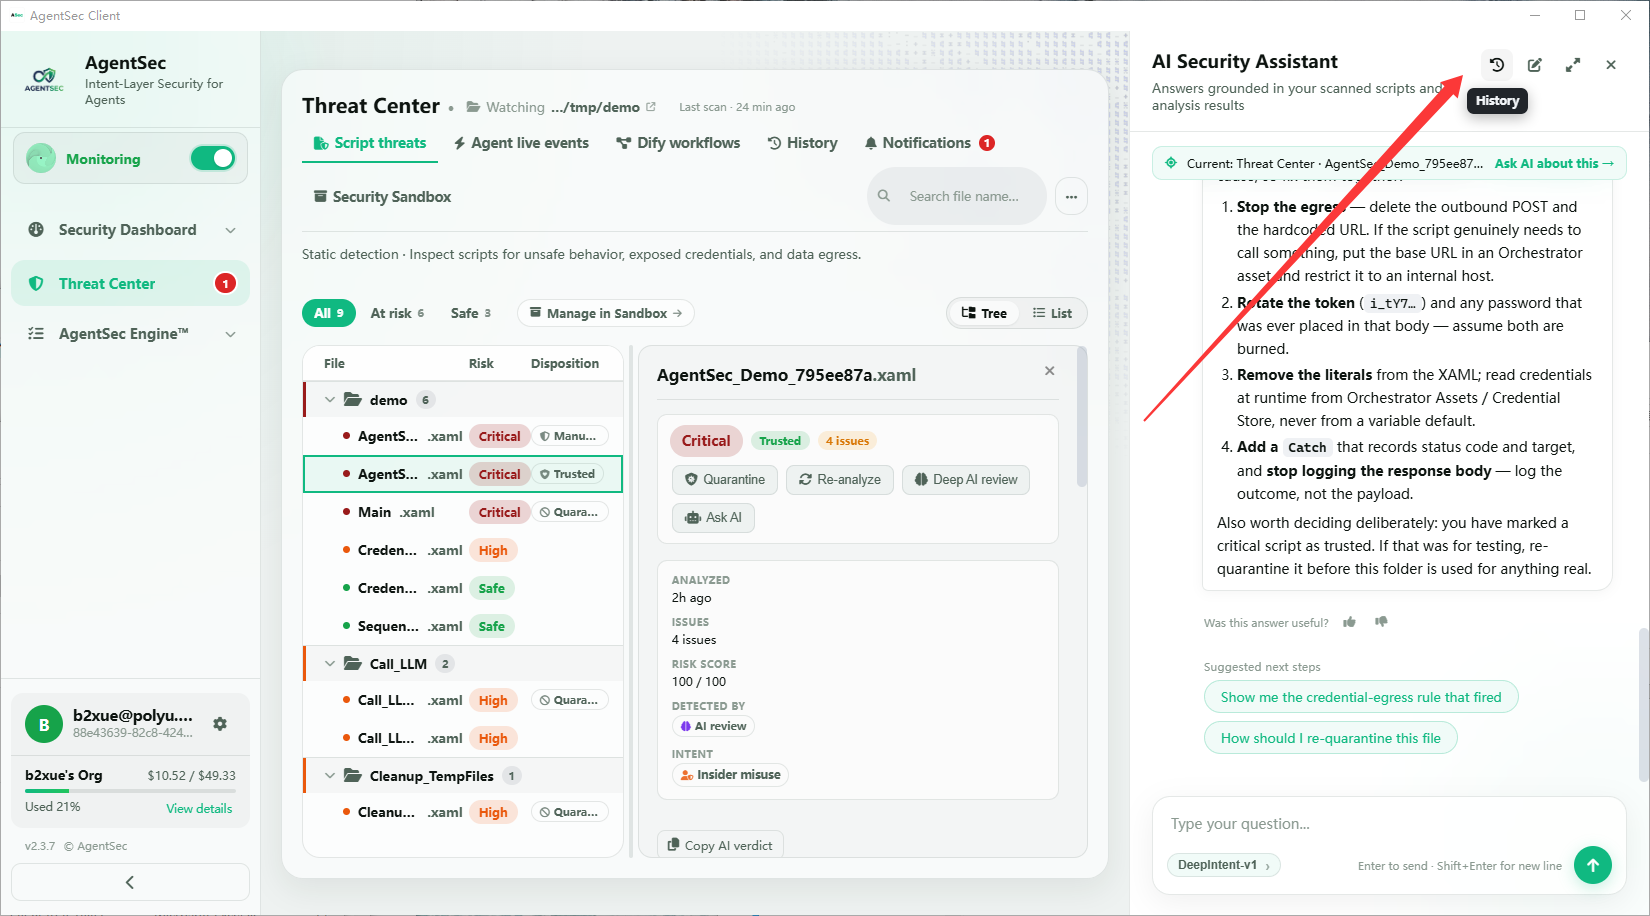 AgentSec Client
AgentSec
Intent-Layer Security for
Agents
AGENTSEC
Monitoring
Security Dashboard
Threat Center
1
AgentSec Engine™
B
b2xue@polyu....
88e43639-82c8-424...
b2xue's Org
$10.52 / $49.33
Used 21%
View details
v2.3.7 © AgentSec
Threat Center
Watching .../tmp/demo
Last scan · 24 min ago
Script threats
Agent live events
Dify workflows
History
Notifications 1
Security Sandbox
Search file name...
Static detection · Inspect scripts for unsafe behavior, exposed credentials, and data egress.
All 9
At risk 6
Safe 3
Manage in Sandbox →
Tree
List
File Risk Disposition
demo 6
AgentS... .xaml Critical Manu...
AgentS... .xaml Critical Trusted
Main .xaml Critical Quara...
Creden... .xaml High
Creden... .xaml Safe
Sequen... .xaml Safe
Call_LLM 2
Call_LL... .xaml High Quara...
Call_LL... .xaml High
Cleanup_TempFiles 1
Cleanu... .xaml High Quara...
AgentSec_Demo_795ee87a.xaml
Critical Trusted 4 issues
Quarantine
Re-analyze
Deep AI review
Ask AI
ANALYZED
2h ago
ISSUES
4 issues
RISK SCORE
100 / 100
DETECTED BY
AI review
INTENT
Insider misuse
Copy AI verdict
AI Security Assistant
Answers grounded in your scanned scripts and
analysis results
History
Current: Threat Center · AgentSec_Demo_795ee87... Ask AI about this →
1. Stop the egress — delete the outbound POST and
the hardcoded URL. If the script genuinely needs to
call something, put the base URL in an Orchestrator
asset and restrict it to an internal host.
2. Rotate the token ( i_tY7… ) and any password that
was ever placed in that body — assume both are
burned.
3. Remove the literals from the XAML; read credentials
at runtime from Orchestrator Assets / Credential
Store, never from a variable default.
4. Add a Catch that records status code and target,
and stop logging the response body — log the
outcome, not the payload.
Also worth deciding deliberately: you have marked a
critical script as trusted. If that was for testing, re-
quarantine it before this folder is used for anything real.
Was this answer useful?
Suggested next steps
Show me the credential-egress rule that fired
How should I re-quarantine this file
Type your question...
DeepIntent-v1 ›
Enter to send · Shift+Enter for new line